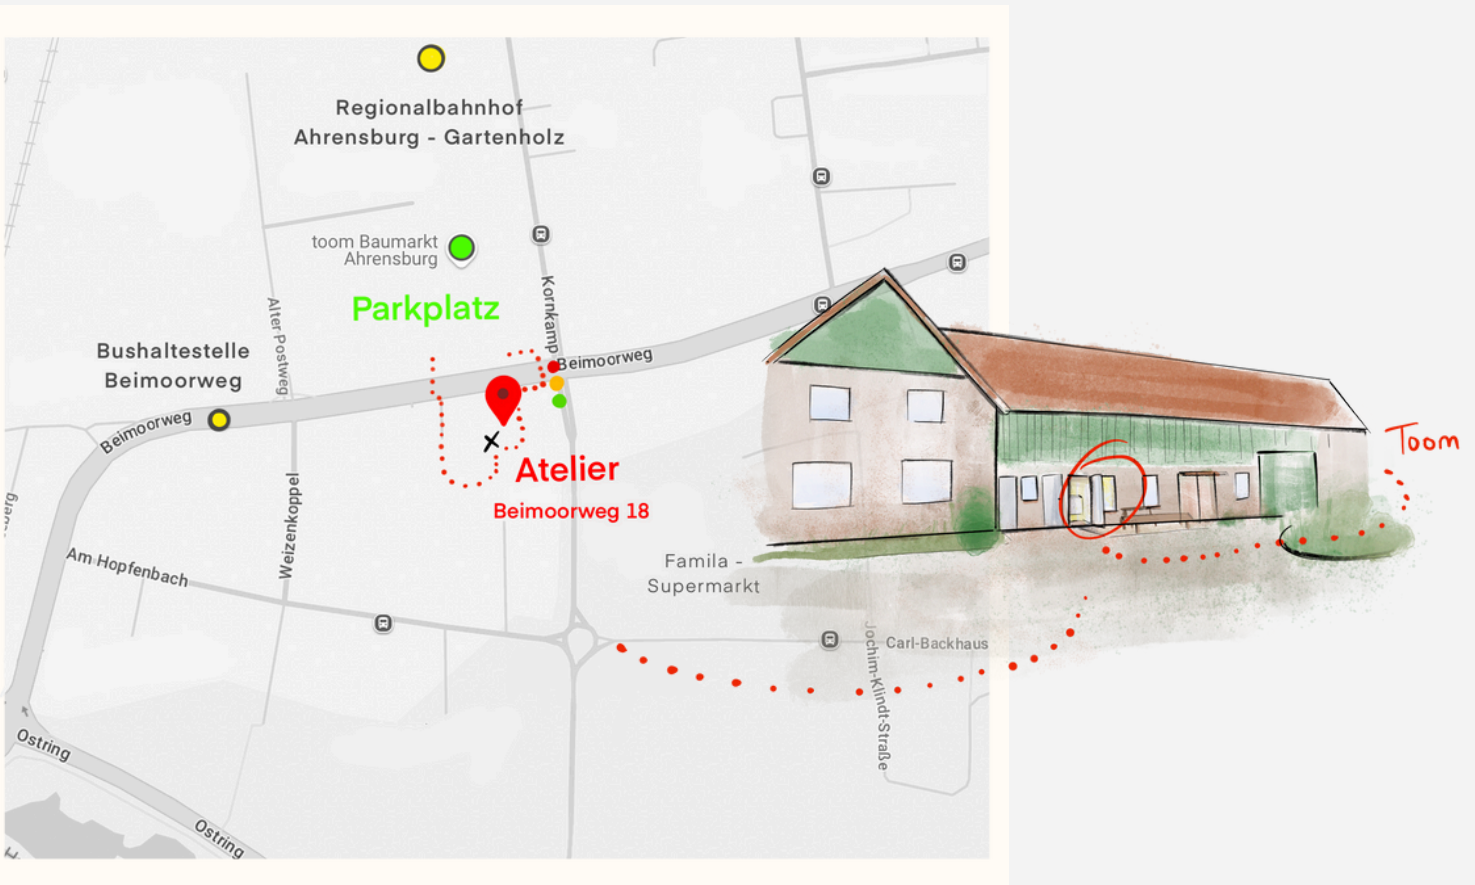 Regionalbahnhof
Ahrensburg - Gartenholz
toom Baumarkt
Ahrensburg
Parkplatz
Kornkamp
Alter Postweg
Bushaltestelle
Beimoorweg
Beimoorweg
Beimoorweg
Toom
Atelier
Beimoorweg 18
Weizenkoppel
Am Hopfenbach
Famila -
Supermarkt
Carl-Backhaus
Jochim-Klindt-Straße
Ostring
Ostring